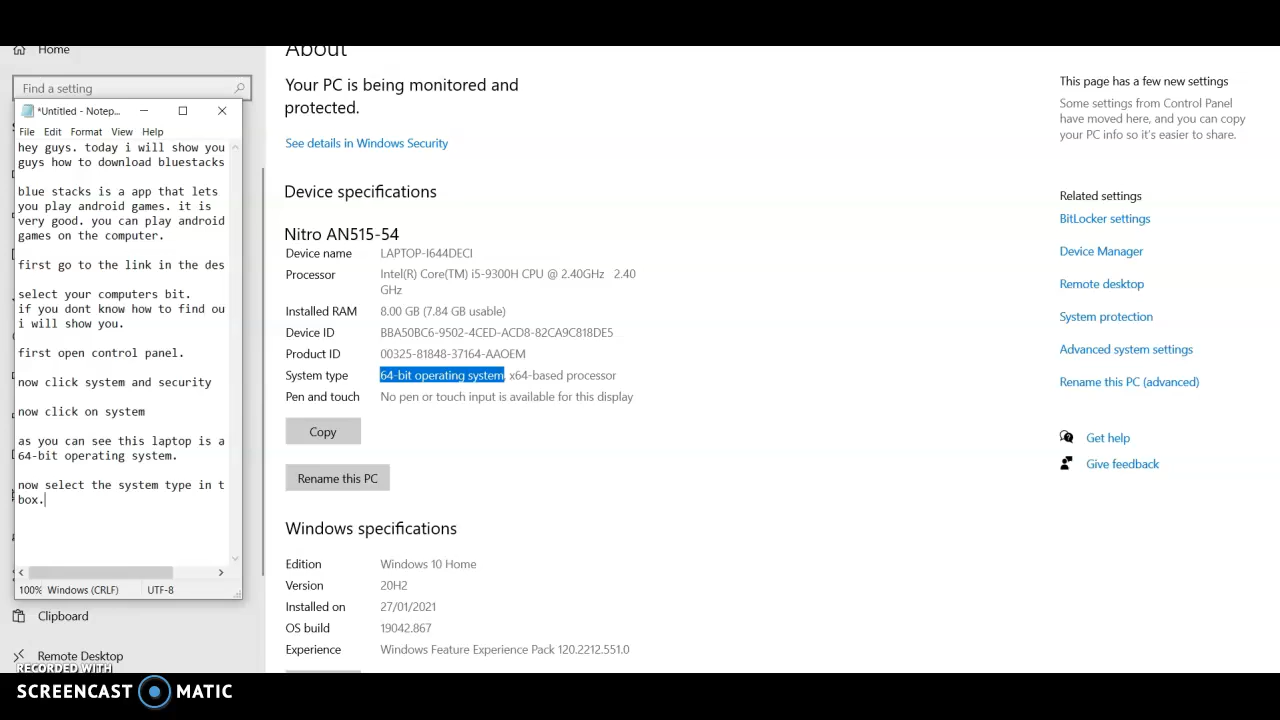 Home
Find a setting
*Untitled - Notep...
File Edit Format View Help
hey guys. today i will show you
guys how to download bluestacks
blue stacks is a app that lets
you play android games. it is
very good. you can play android
games on the computer.
first go to the link in the des
select your computers bit.
if you dont know how to find ou
i will show you.
first open control panel.
now click system and security
now click on system
as you can see this laptop is a
64-bit operating system.
now select the system type in t
box.
100% Windows (CRLF) UTF-8
Clipboard
Remote Desktop
About
Your PC is being monitored and
protected.
See details in Windows Security
Device specifications
Nitro AN515-54
Device name LAPTOP-I644DECI
Processor Intel(R) Core(TM) i5-9300H CPU @ 2.40GHz 2.40
GHz
Installed RAM 8.00 GB (7.84 GB usable)
Device ID BBA50BC6-9502-4CED-ACD8-82CA9C818DE5
Product ID 00325-81848-37164-AAOEM
System type 64-bit operating system, x64-based processor
Pen and touch No pen or touch input is available for this display
Copy
Rename this PC
Windows specifications
Edition Windows 10 Home
Version 20H2
Installed on 27/01/2021
OS build 19042.867
Experience Windows Feature Experience Pack 120.2212.551.0
This page has a few new settings
Some settings from Control Panel
have moved here, and you can copy
your PC info so it's easier to share.
Related settings
BitLocker settings
Device Manager
Remote desktop
System protection
Advanced system settings
Rename this PC (advanced)
Get help
Give feedback
RECORDED WITH
SCREENCAST MATIC